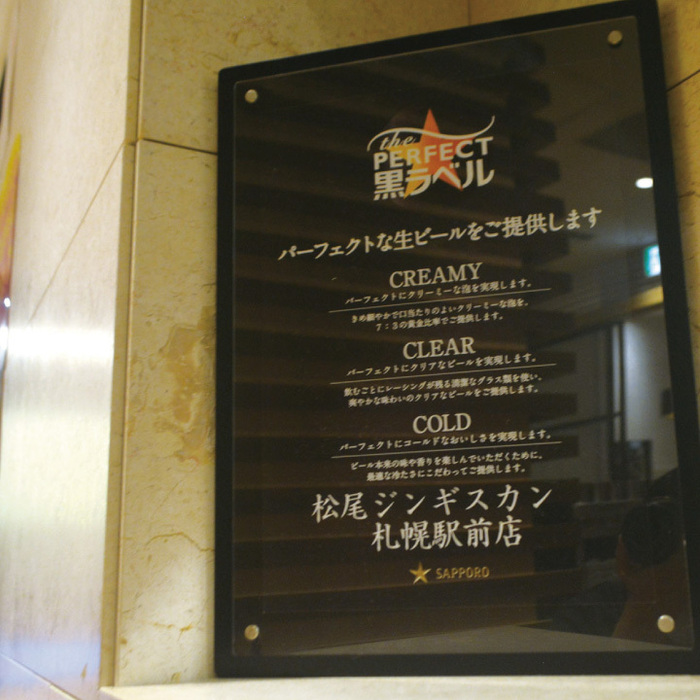 the
PERFECT
黒ラベル
パーフェクトな生ビールをご提供します
CREAMY
パーフェクトにクリーミーな泡を実現します。
きめ細やかで口当たりのよいクリーミーな泡を、
7:3の黄金比率でご提供します。
CLEAR
パーフェクトにクリアなビールを実現します。
飲むごとにレーシングが残る清潔なグラス類を使い、
爽やかな味わいのクリアなビールをご提供します。
COLD
パーフェクトにコールドなおいしさを実現します。
ビール本来の味や香りを楽しんでいただくために、
最適な冷たさにこだわってご提供します。
松尾ジンギスカン
札幌駅前店
SAPPORO